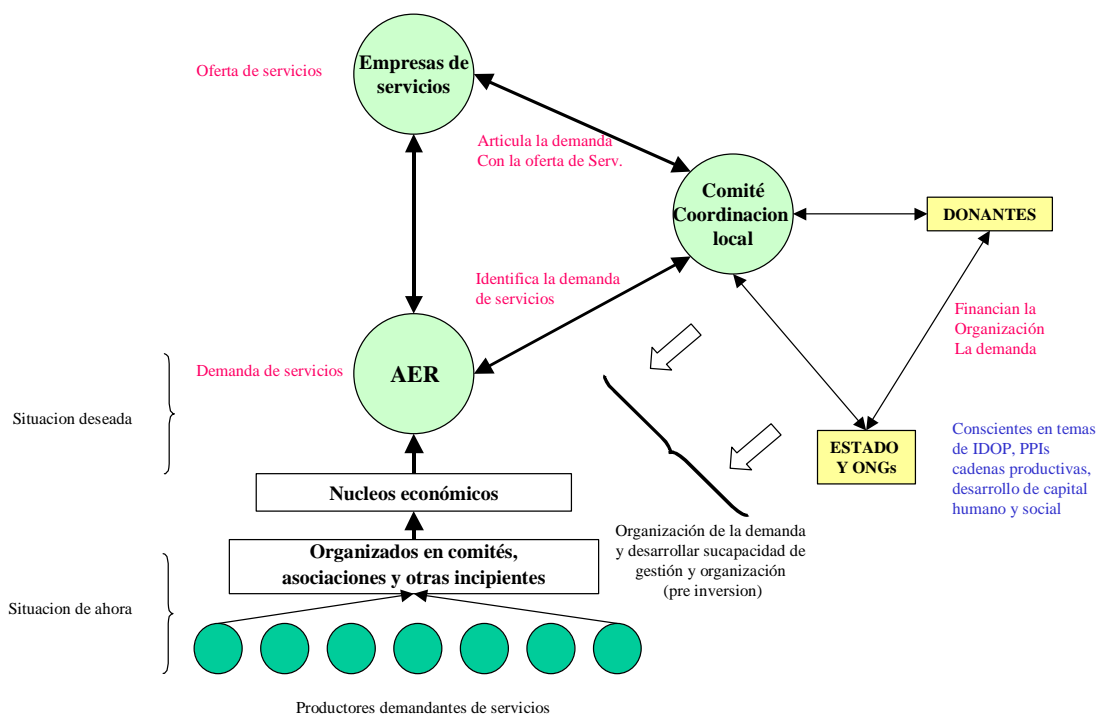 Empresas de
servicios
Oferta de servicios
Articula la demanda
Con la oferta de Serv.
Comité
Coordinacion
local
DONANTES
Identifica la demanda
de servicios
Financian la
Organización
La demanda
Demanda de servicios
AER
Situacion deseada
Conscientes en temas
de IDOP, PPIs
cadenas productivas,
desarrollo de capital
humano y social
ESTADO
Y ONGs
Nucleos económicos
Organización de la demanda
y desarrollar sucapacidad de
gestión y organización
(pre inversion)
Organizados en comités,
asociaciones y otras incipientes
Situacion de ahora
Productores demandantes de servicios